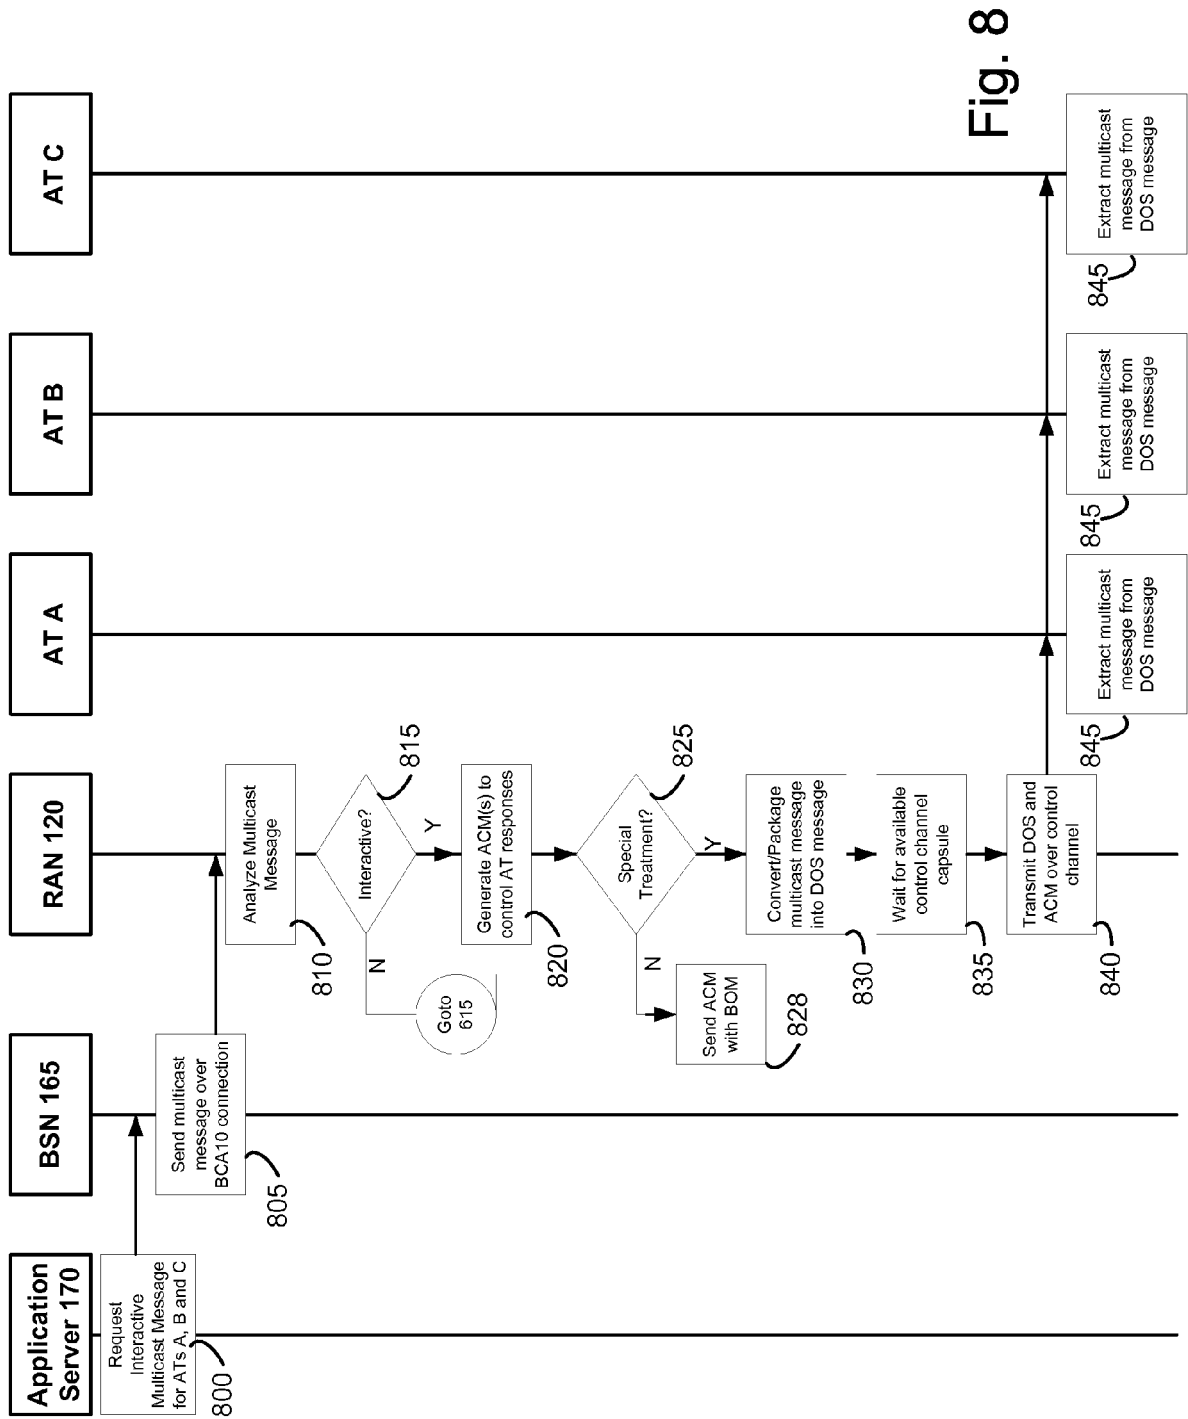 Application
Server 170
BSN 165
RAN 120
AT A
AT B
AT C
Request
Interactive
Multicast Message
for ATs A, B and C
800
Send multicast
message over
BCA10 connection
805
Analyze Multicast
Message
810
Interactive?
815
N
Y
Goto
615
Generate ACM(s) to
control AT responses
820
Special
Treatment?
825
N
Y
Send ACM
with BOM
828
Convert/Package
multicast message
into DOS message
830
Wait for available
control channel
capsule
835
Transmit DOS and
ACM over control
channel
840
Extract multicast
message from
DOS message
845
Extract multicast
message from
DOS message
845
Extract multicast
message from
DOS message
845
Fig. 8